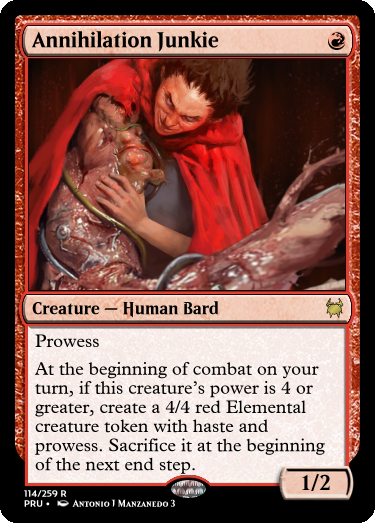 Annihilation Junkie
Creature — Human Bard
Prowess
At the beginning of combat on your
turn, if this creature's power is 4 or
greater, create a 4/4 red Elemental
creature token with haste and
prowess. Sacrifice it at the beginning
of the next end step.
1/2
114/259 R
PRU • Antonio J Manzanedo 3